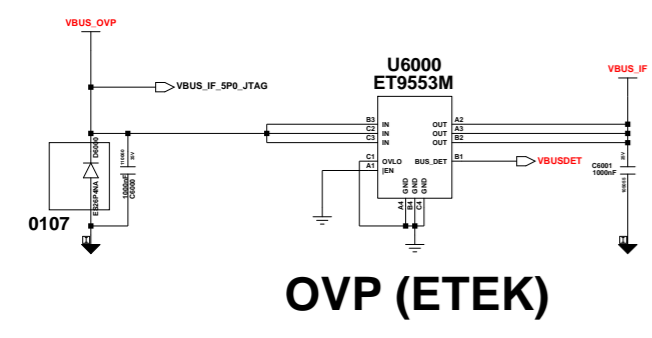 VBUS_OVP
VBUS_IF_5P0_JTAG
U6000
ET9553M
VBUS_IF
B3 IN OUT A2
C2 IN OUT A3
C3 IN OUT B2
C1 OVLO BUS_DET B1
A1 |EN
VBUSDET
GND GND GND
A4 B4 C4
D6000
ES26P4NA
35V
1000nF
C6000
C6001
1000nF
0107
OVP (ETEK)